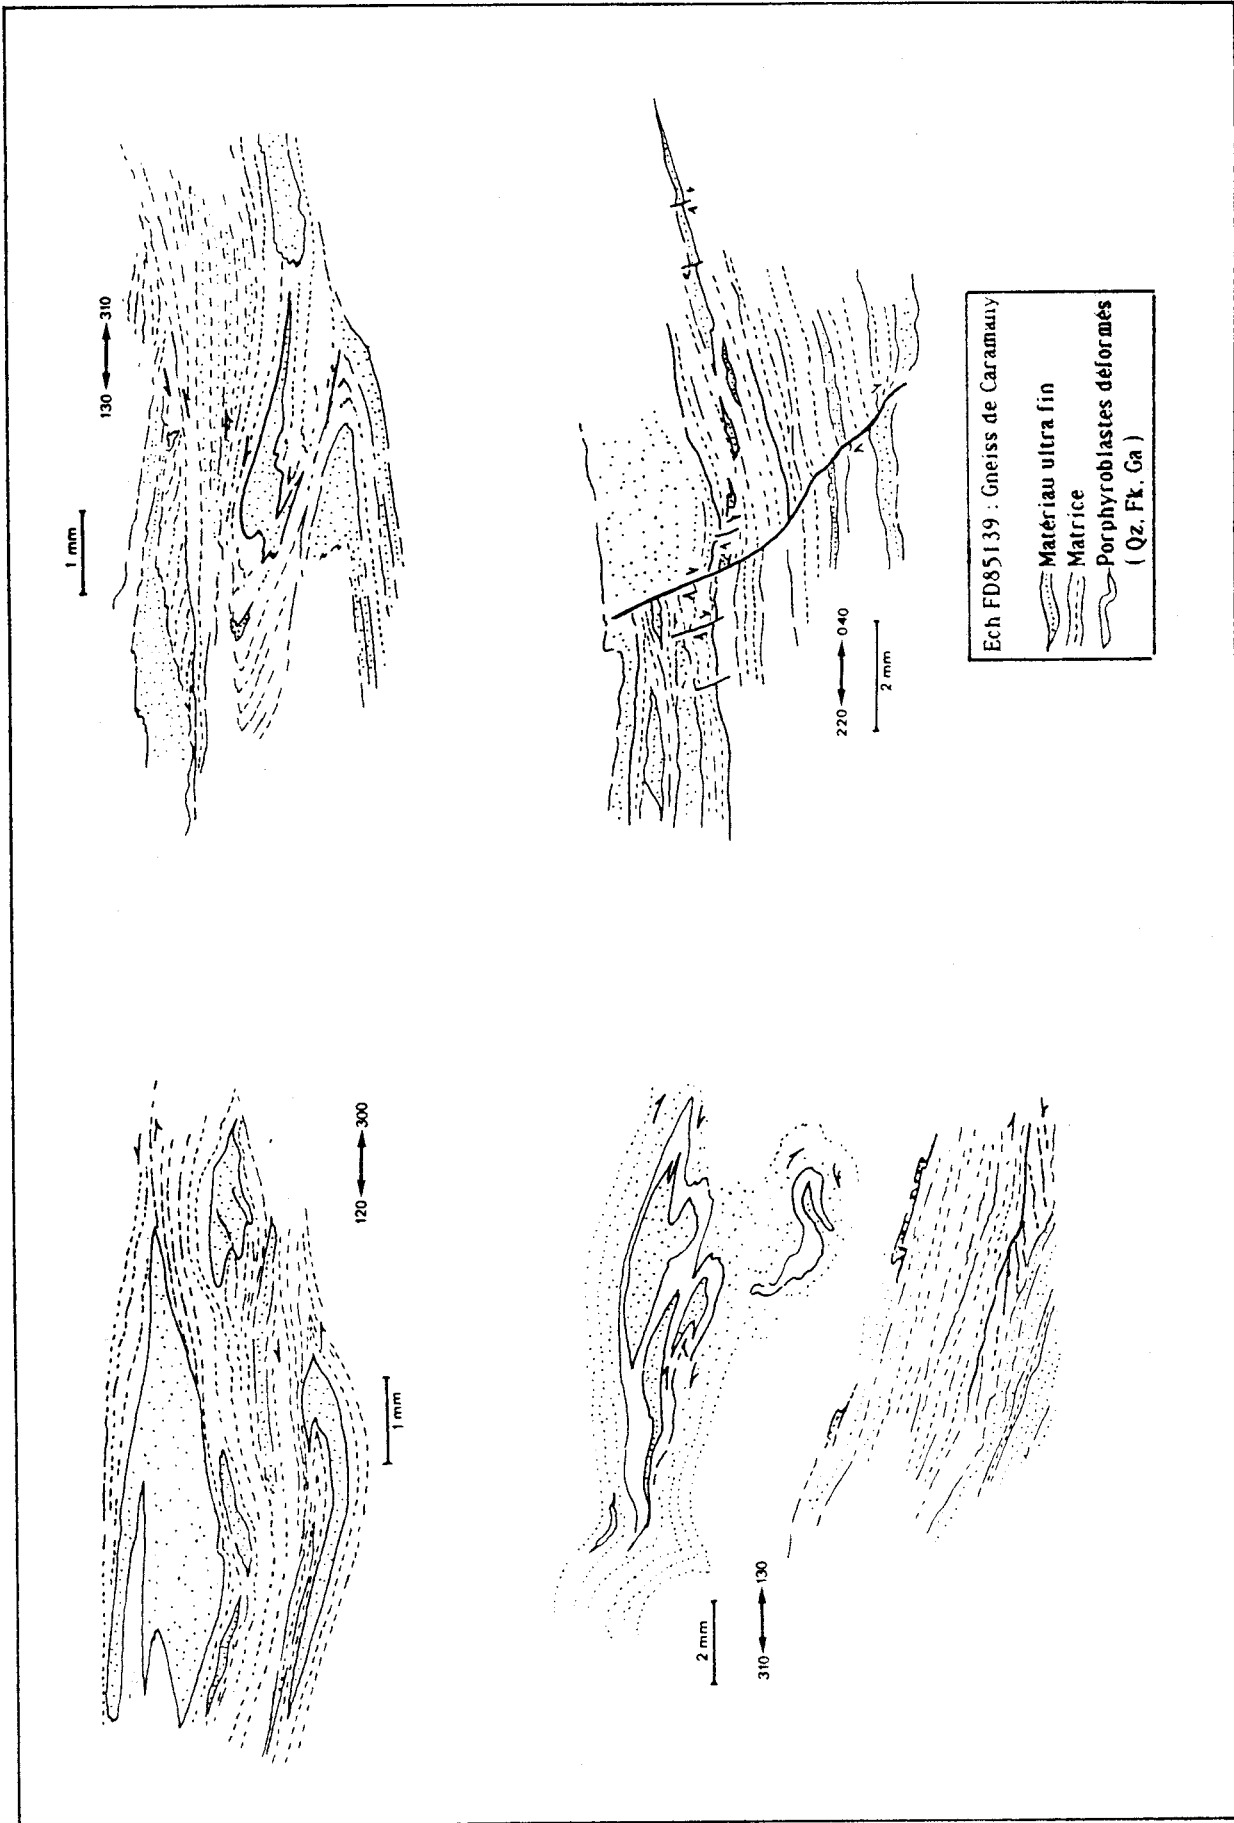 130 310
1 mm
120 300
1 mm
220 040
2 mm
310 130
2 mm
Ech FD85139 : Gneiss de Caramany
Matériau ultra fin
Matrice
Porphyroblastes déformés
( Qz, Fk, Ga )